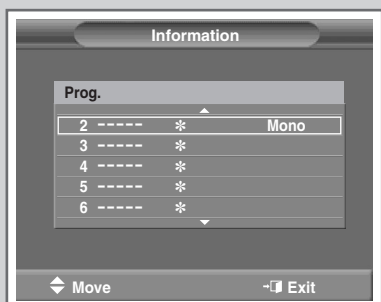 Information
Prog.
2 ----- ✻ Mono
3 ----- ✻
4 ----- ✻
5 ----- ✻
6 ----- ✻
Move Exit